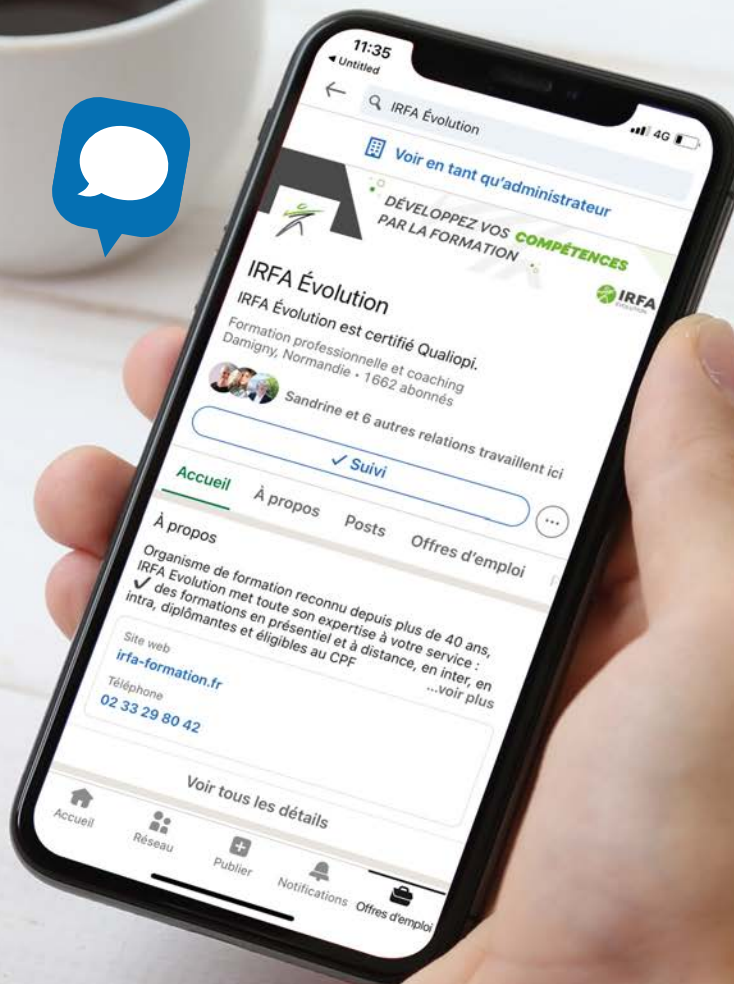 11:35
◀ Untitled
IRFA Évolution
4G
Voir en tant qu'administrateur
DÉVELOPPEZ VOS COMPÉTENCES
PAR LA FORMATION
IRFA
ÉVOLUTION
IRFA Évolution
IRFA Évolution est certifié Qualiopi.
Formation professionnelle et coaching
Damigny, Normandie • 1 662 abonnés
Sandrine et 6 autres relations travaillent ici
✓ Suivi
Accueil
À propos
Posts
Offres d'emploi
À propos
Organisme de formation reconnu depuis plus de 40 ans,
IRFA Evolution met toute son expertise à votre service :
✔ des formations en présentiel et à distance, en inter, en
intra, diplômantes et éligibles au CPF
...voir plus
Site web
irfa-formation.fr
Téléphone
02 33 29 80 42
Voir tous les détails
Accueil
Réseau
Publier
Notifications
Offres d'emploi